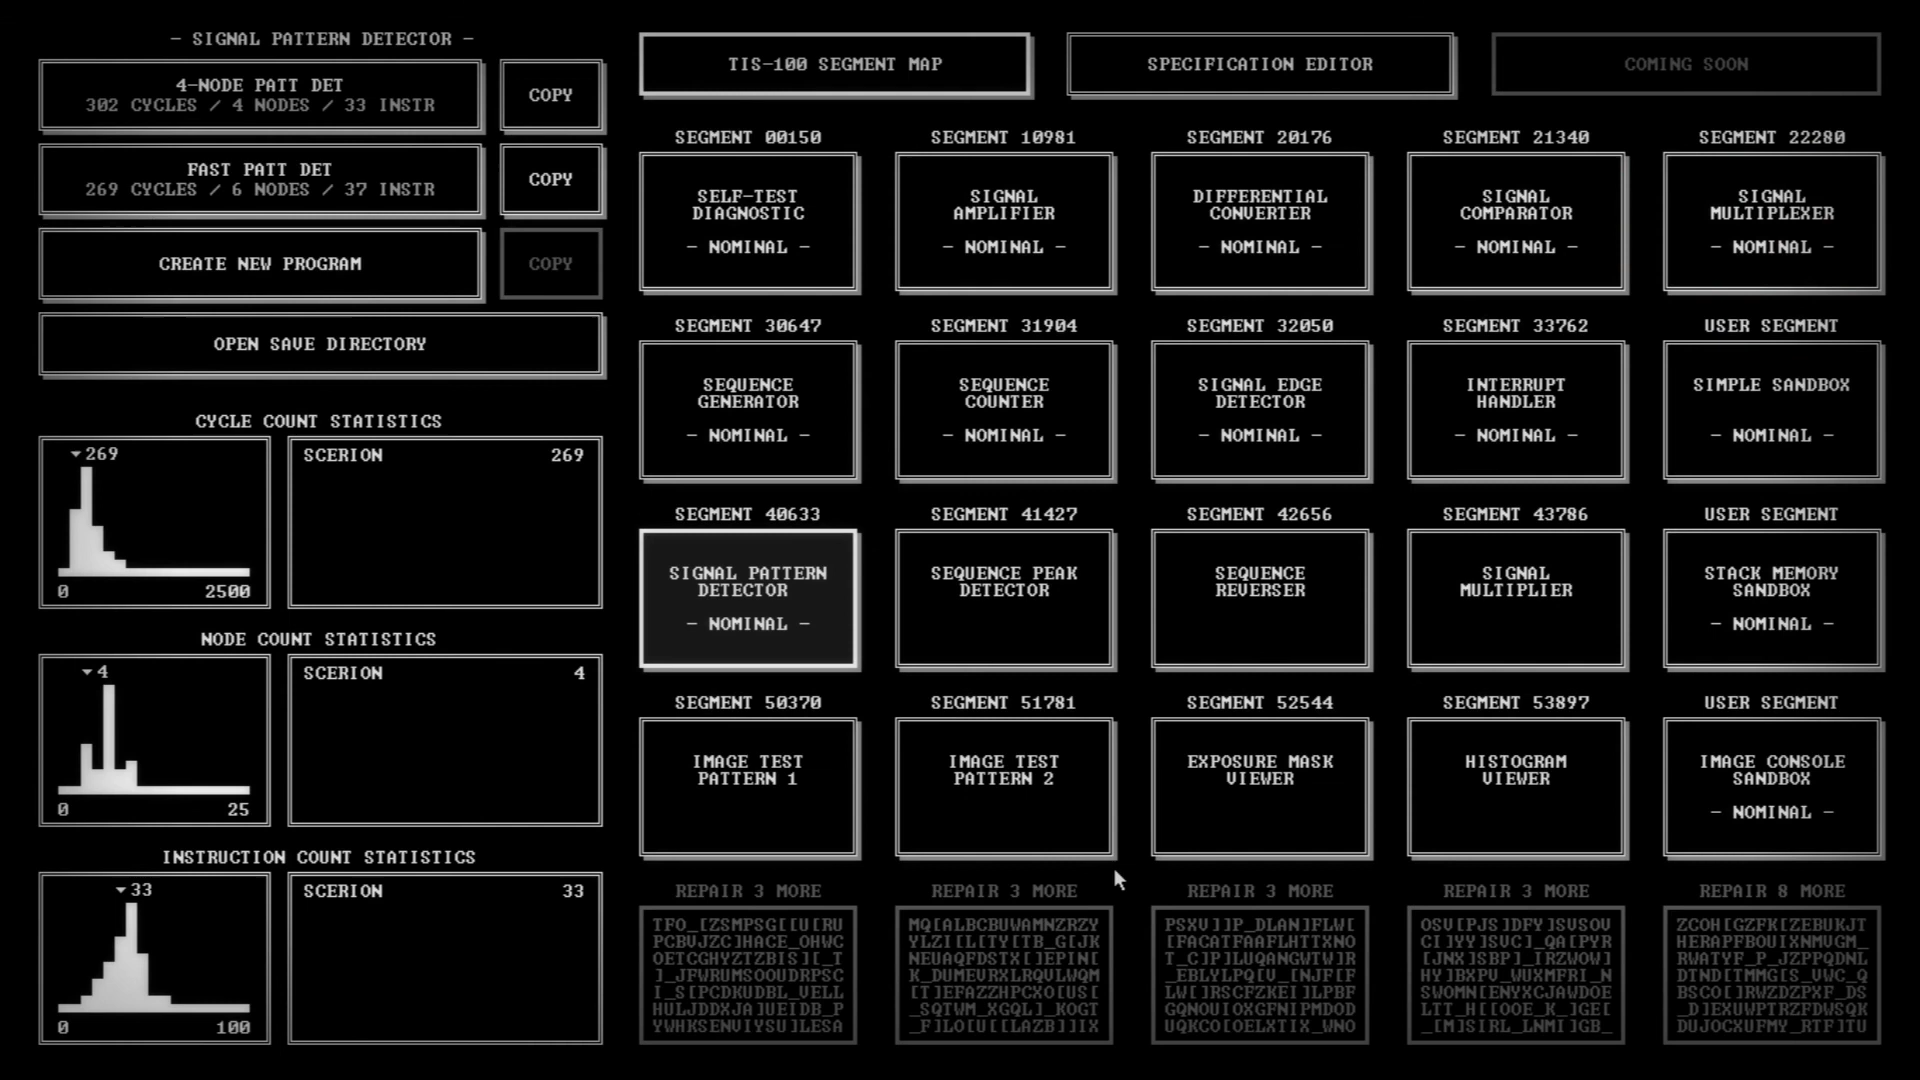 - SIGNAL PATTERN DETECTOR -
4-NODE PATT DET
302 CYCLES / 4 NODES / 33 INSTR
COPY
FAST PATT DET
269 CYCLES / 6 NODES / 37 INSTR
COPY
CREATE NEW PROGRAM
COPY
OPEN SAVE DIRECTORY
CYCLE COUNT STATISTICS
269
0
2500
SCERION
269
NODE COUNT STATISTICS
4
0
25
SCERION
4
INSTRUCTION COUNT STATISTICS
33
0
100
SCERION
33
TIS-100 SEGMENT MAP
SPECIFICATION EDITOR
COMING SOON
SEGMENT 00150
SELF-TEST
DIAGNOSTIC
- NOMINAL -
SEGMENT 10981
SIGNAL
AMPLIFIER
- NOMINAL -
SEGMENT 20176
DIFFERENTIAL
CONVERTER
- NOMINAL -
SEGMENT 21340
SIGNAL
COMPARATOR
- NOMINAL -
SEGMENT 22280
SIGNAL
MULTIPLEXER
- NOMINAL -
SEGMENT 30647
SEQUENCE
GENERATOR
- NOMINAL -
SEGMENT 31904
SEQUENCE
COUNTER
- NOMINAL -
SEGMENT 32050
SIGNAL EDGE
DETECTOR
- NOMINAL -
SEGMENT 33762
INTERRUPT
HANDLER
- NOMINAL -
USER SEGMENT
SIMPLE SANDBOX
- NOMINAL -
SEGMENT 40633
SIGNAL PATTERN
DETECTOR
- NOMINAL -
SEGMENT 41427
SEQUENCE PEAK
DETECTOR
SEGMENT 42656
SEQUENCE
REVERSER
SEGMENT 43786
SIGNAL
MULTIPLIER
USER SEGMENT
STACK MEMORY
SANDBOX
- NOMINAL -
SEGMENT 50370
IMAGE TEST
PATTERN 1
SEGMENT 51781
IMAGE TEST
PATTERN 2
SEGMENT 52544
EXPOSURE MASK
VIEWER
SEGMENT 53897
HISTOGRAM
VIEWER
USER SEGMENT
IMAGE CONSOLE
SANDBOX
- NOMINAL -
REPAIR 3 MORE
REPAIR 3 MORE
REPAIR 3 MORE
REPAIR 3 MORE
REPAIR 8 MORE